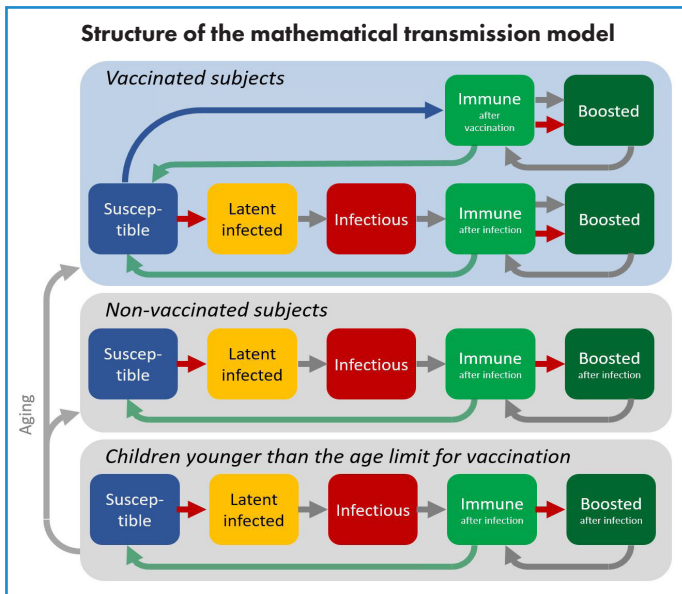 Structure of the mathematical transmission model
Vaccinated subjects
Immune
after
vaccination
Boosted
Suscep-
tible
Latent
infected
Infectious
Immune
after infection
Boosted
Non-vaccinated subjects
Suscep-
tible
Latent
infected
Infectious
Immune
after infection
Boosted
after infection
Aging
Children younger than the age limit for vaccination
Suscep-
tible
Latent
infected
Infectious
Immune
after infection
Boosted
after infection